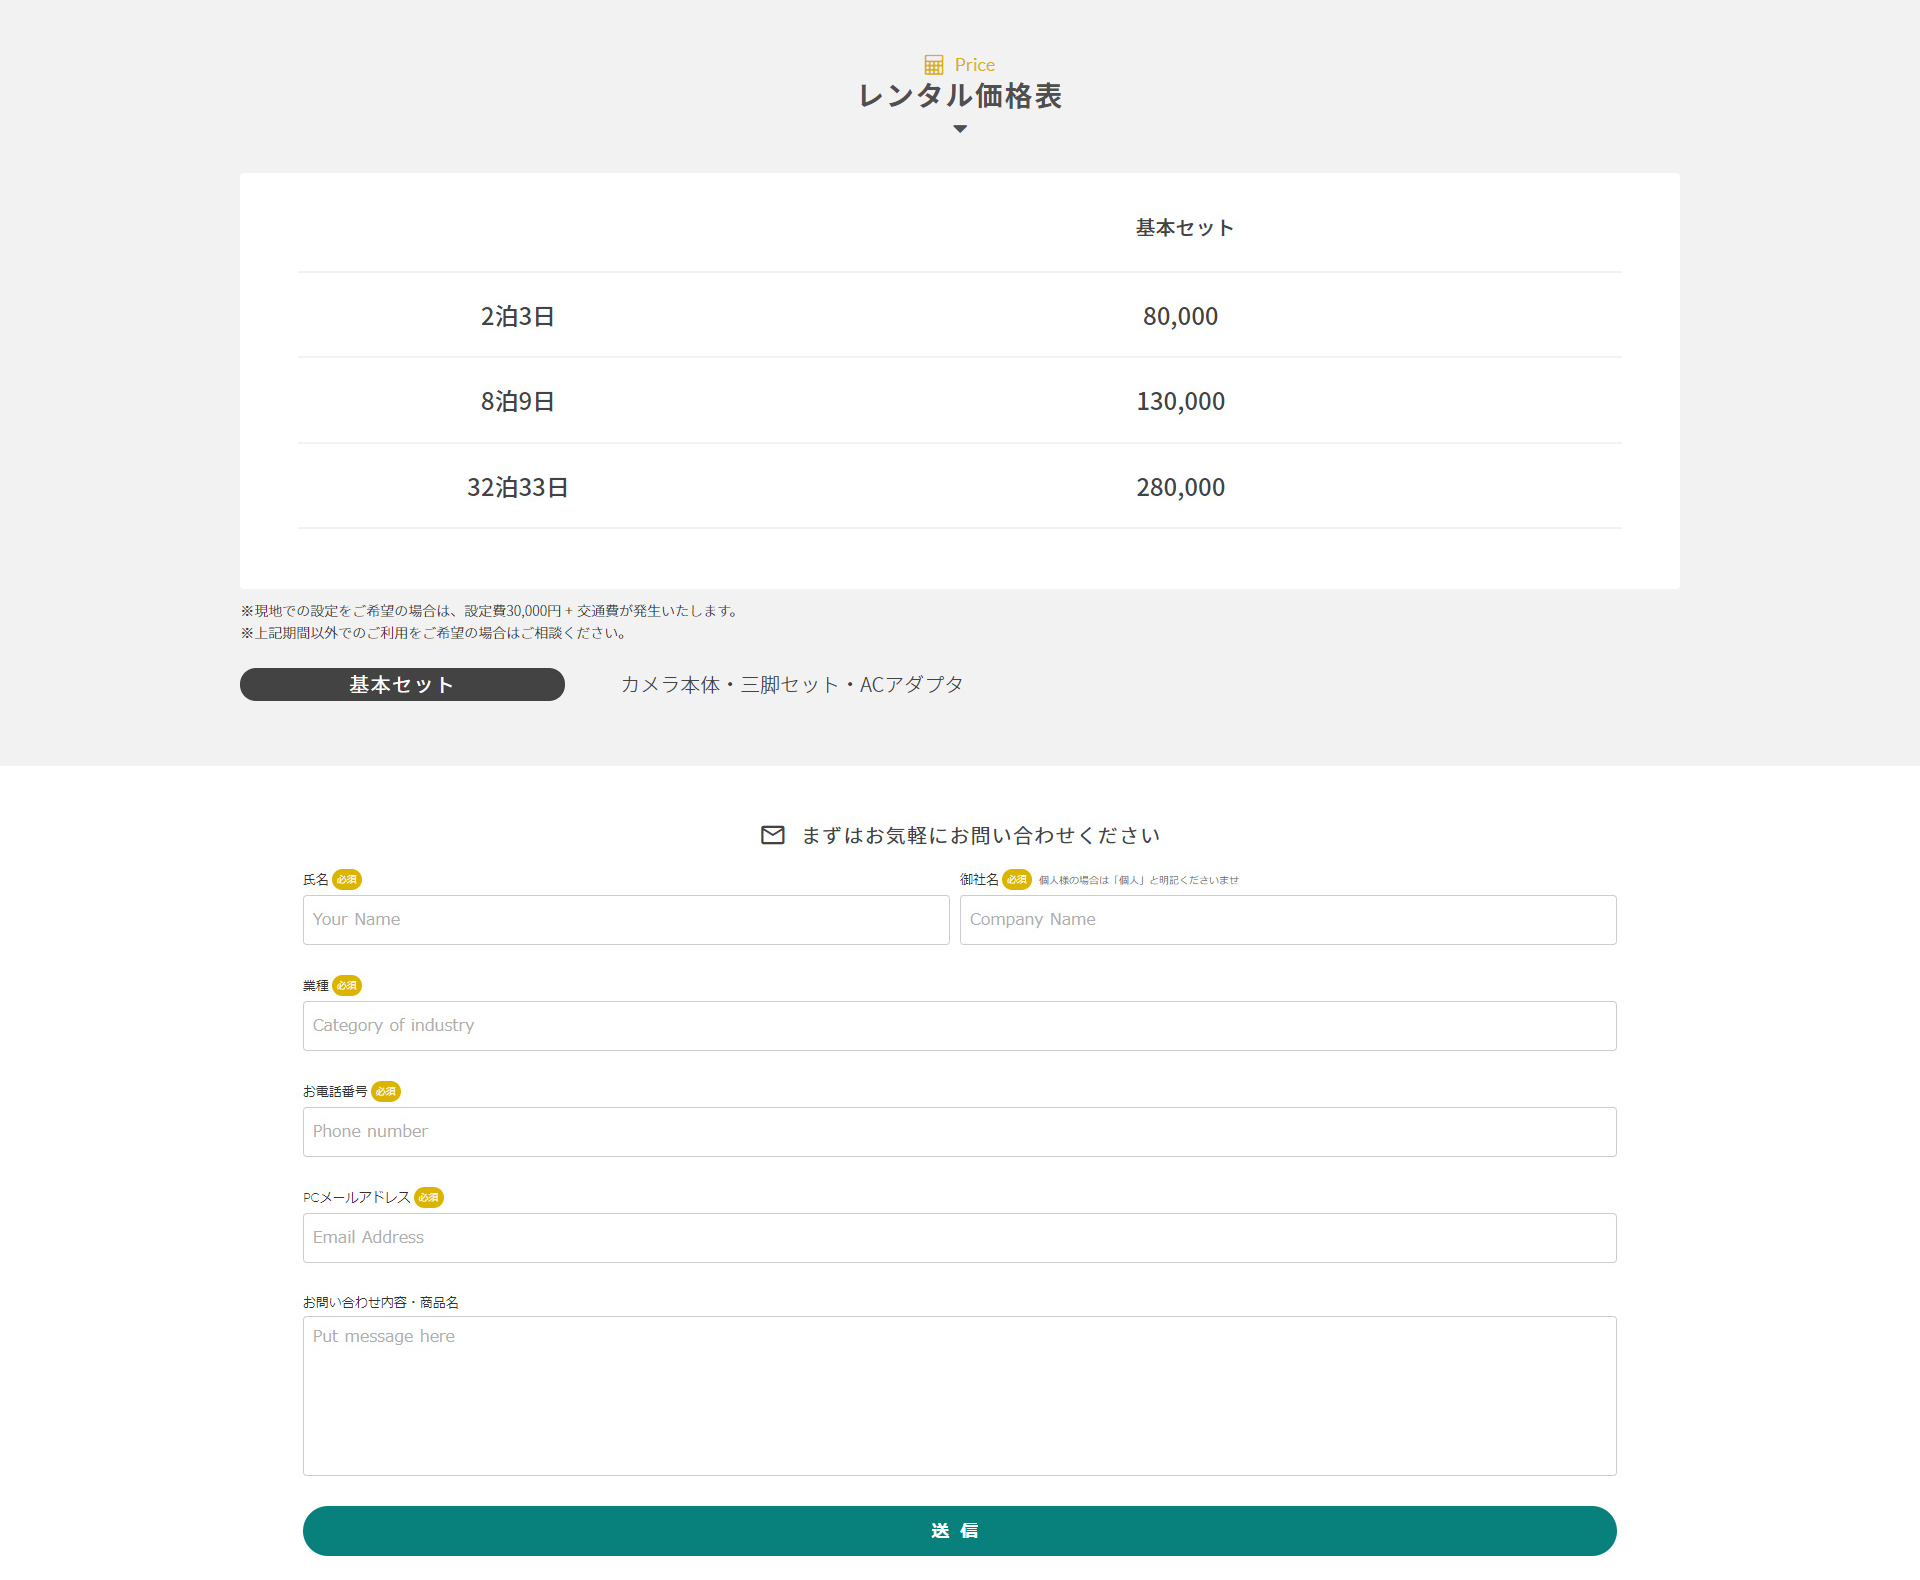 Price
レンタル価格表
基本セット
2泊3日 80,000
8泊9日 130,000
32泊33日 280,000
※現地での設定をご希望の場合は、設定費30,000円 + 交通費が発生いたします。
※上記期間以外でのご利用をご希望の場合はご相談ください。
基本セット カメラ本体・三脚セット・ACアダプタ
まずはお気軽にお問い合わせください
氏名 必須
Your Name
御社名 必須 個人様の場合は「個人」と明記くださいませ
Company Name
業種 必須
Category of industry
お電話番号 必須
Phone number
PCメールアドレス 必須
Email Address
お問い合わせ内容・商品名
Put message here
送 信